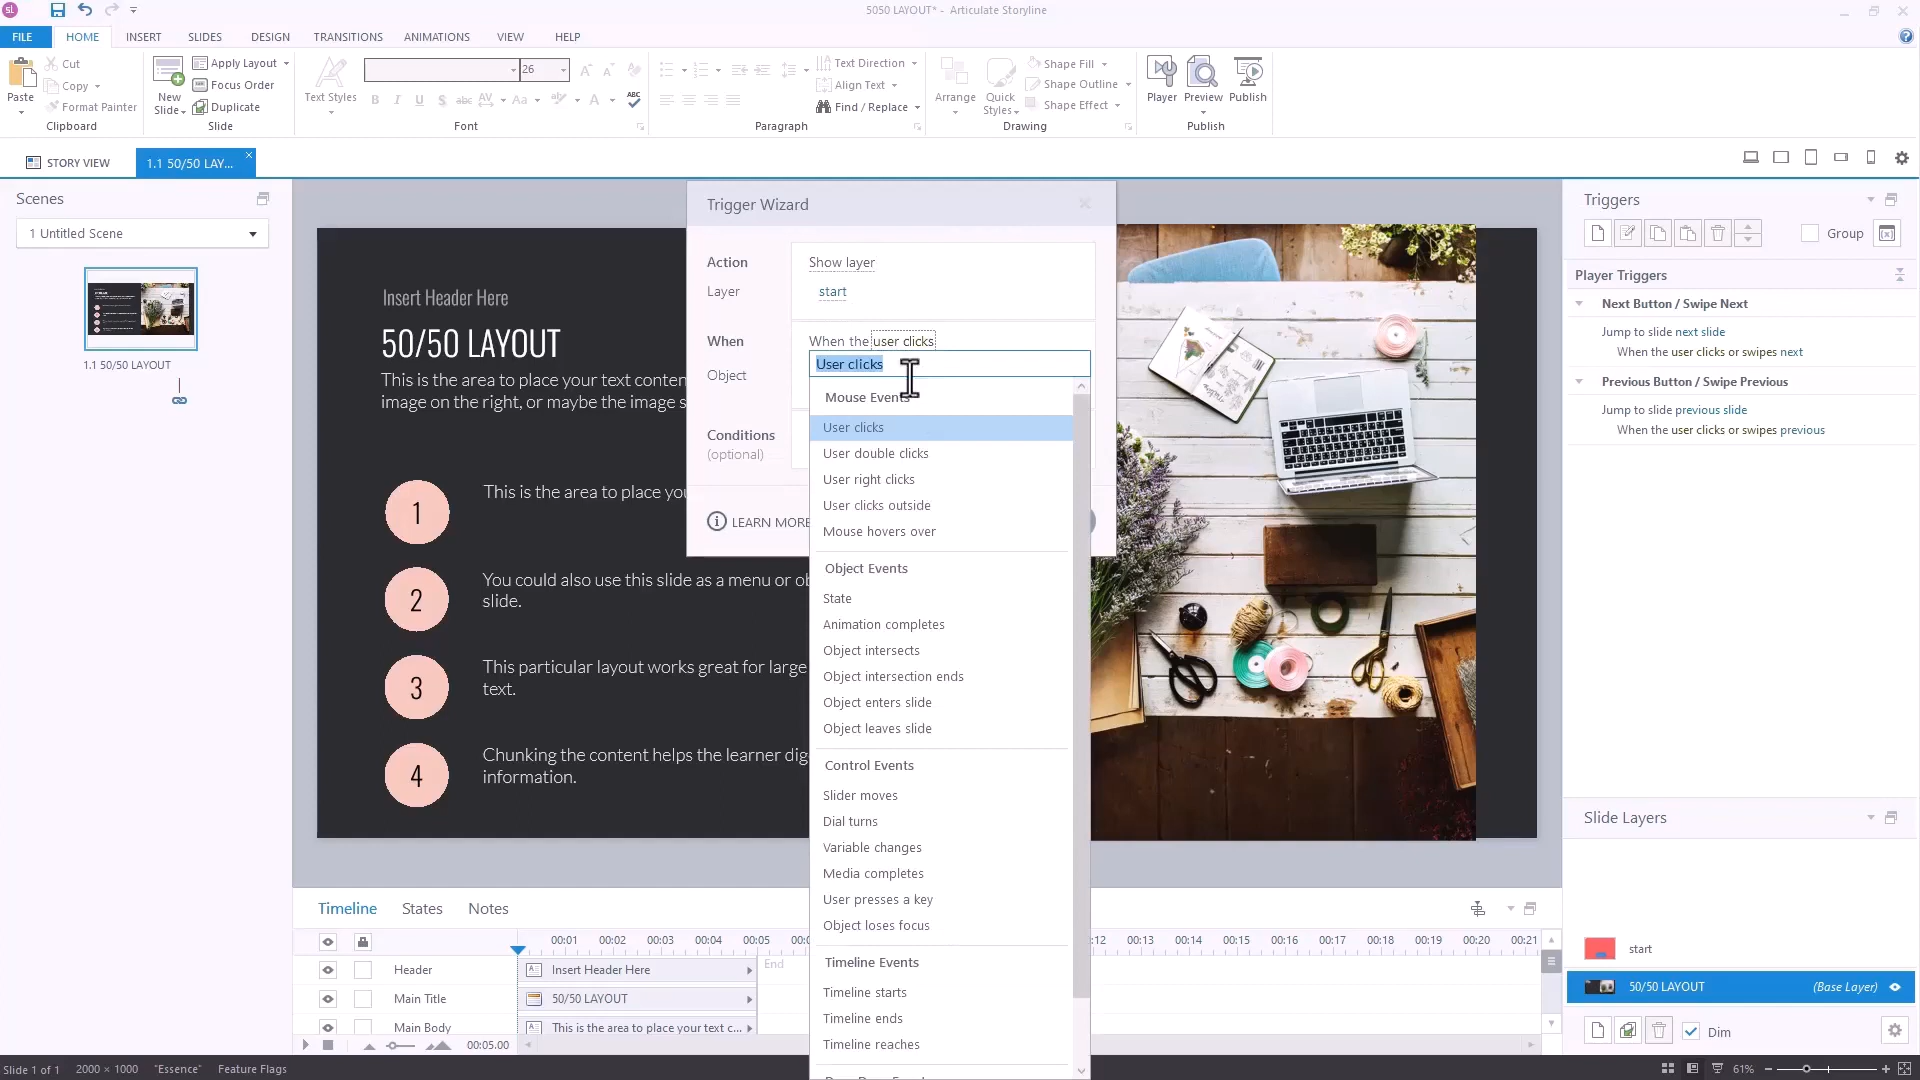 5050 LAYOUT* - Articulate Storyline
FILE
HOME
INSERT
SLIDES
DESIGN
TRANSITIONS
ANIMATIONS
VIEW
HELP
Paste
Cut
Copy
Format Painter
Clipboard
New
Slide
Apply Layout
Focus Order
Duplicate
Slide
Text Styles
26
Font
Text Direction
Align Text
Find / Replace
Paragraph
Arrange
Quick
Styles
Shape Fill
Shape Outline
Shape Effect
Drawing
Player
Preview
Publish
Publish
STORY VIEW
1.1 50/50 LAY...
Scenes
1 Untitled Scene
1.1 50/50 LAYOUT
Insert Header Here
50/50 LAYOUT
This is the area to place your text conten
image on the right, or maybe the image s
1
This is the area to place you
2
You could also use this slide as a menu or ob
slide.
3
This particular layout works great for large
text.
4
Chunking the content helps the learner dig
information.
Trigger Wizard
Action
Show layer
Layer
start
When
When the user clicks
User clicks
Object
Conditions
(optional)
LEARN MORE
Mouse Events
User clicks
User double clicks
User right clicks
User clicks outside
Mouse hovers over
Object Events
State
Animation completes
Object intersects
Object intersection ends
Object enters slide
Object leaves slide
Control Events
Slider moves
Dial turns
Variable changes
Media completes
User presses a key
Object loses focus
Timeline Events
Timeline starts
Timeline ends
Timeline reaches
Triggers
Group
Player Triggers
Next Button / Swipe Next
Jump to slide next slide
When the user clicks or swipes next
Previous Button / Swipe Previous
Jump to slide previous slide
When the user clicks or swipes previous
Slide Layers
start
50/50 LAYOUT (Base Layer)
Dim
Timeline
States
Notes
00:01 00:02 00:03 00:04 00:05 :12 00:13 00:14 00:15 00:16 00:17 00:18 00:19 00:20 00:21
Header
Insert Header Here
End
Main Title
50/50 LAYOUT
Main Body
This is the area to place your text c...
00:05.00
Slide 1 of 1
2000 × 1000
"Essence"
Feature Flags
61%